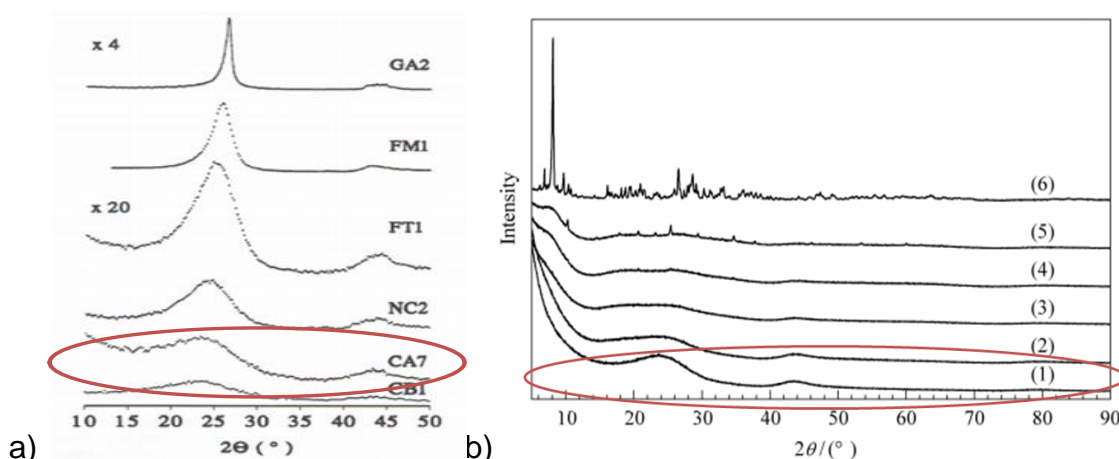 x 4
GA2
FM1
x 20
FT1
NC2
CA7
CB1
10 15 20 25 30 35 40 45 50
2Θ ( ° )
a)
Intensity
(6)
(5)
(4)
(3)
(2)
(1)
10 20 30 40 50 60 70 80 90
2θ/(°)
b)